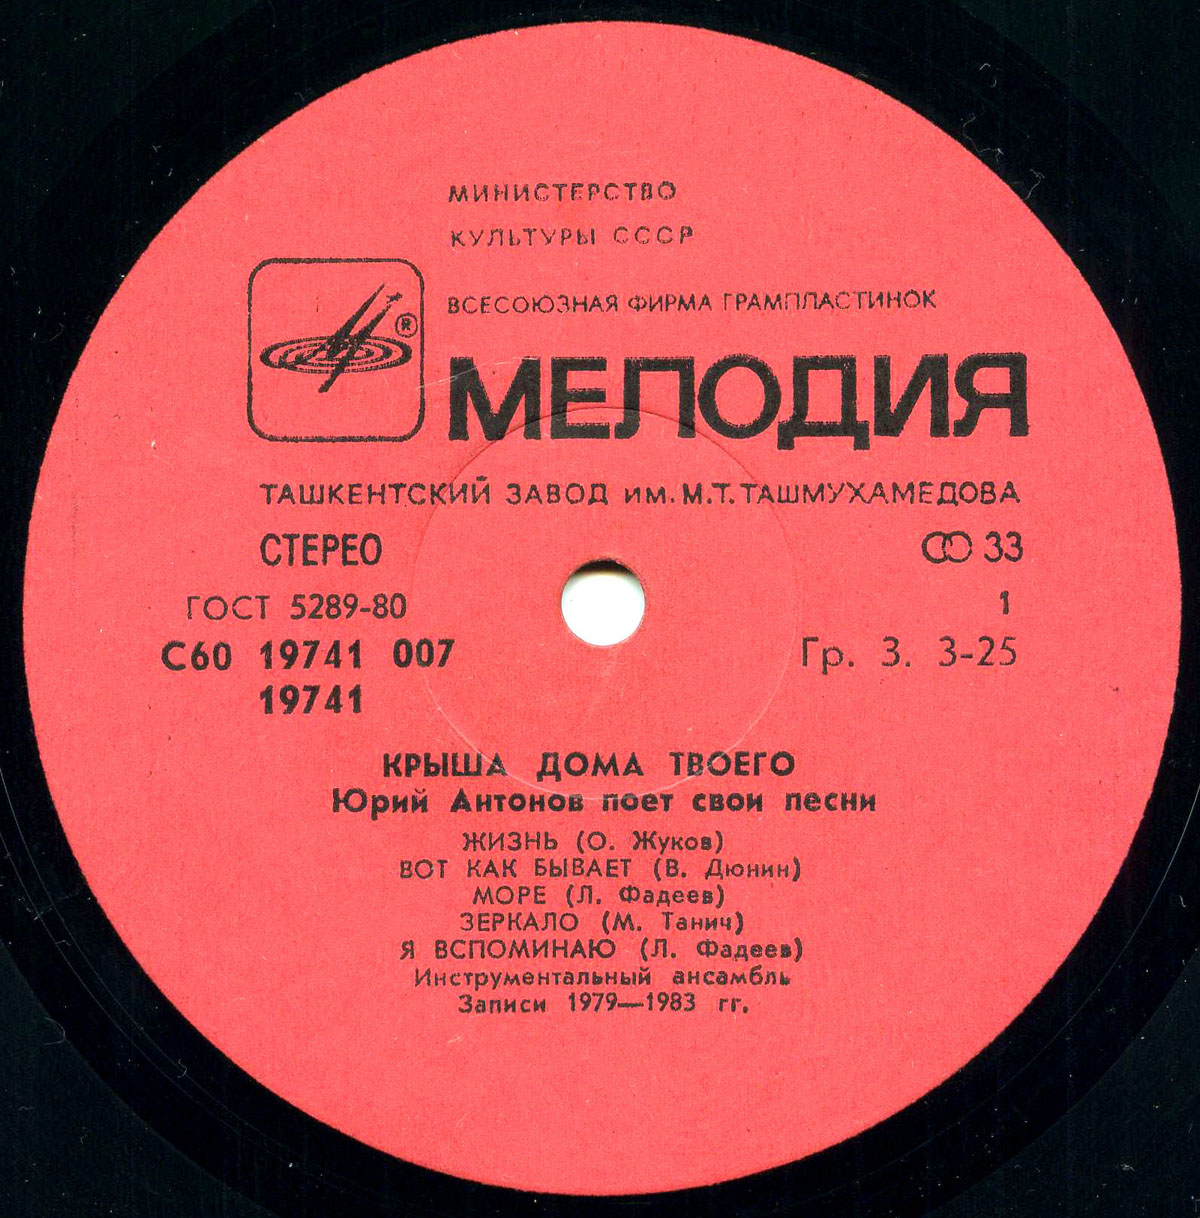 МИНИСТЕРСТВО
КУЛЬТУРЫ СССР
ВСЕСОЮЗНАЯ ФИРМА ГРАМПЛАСТИНОК
®
МЕЛОДИЯ
ТАШКЕНТСКИЙ ЗАВОД ИМ. М.Т. ТАШМУХАМЕДОВА
СТЕРЕО
33
ГОСТ 5289-80
1
С60 19741 007
Гр. 3. 3-25
19741
КРЫША ДОМА ТВОЕГО
Юрий Антонов поет свои песни
ЖИЗНЬ (О. Жуков)
ВОТ КАК БЫВАЕТ (В. Дюнин)
МОРЕ (Л. Фадеев)
ЗЕРКАЛО (М. Танич)
Я ВСПОМИНАЮ (Л. Фадеев)
Инструментальный ансамбль
Записи 1979—1983 гг.